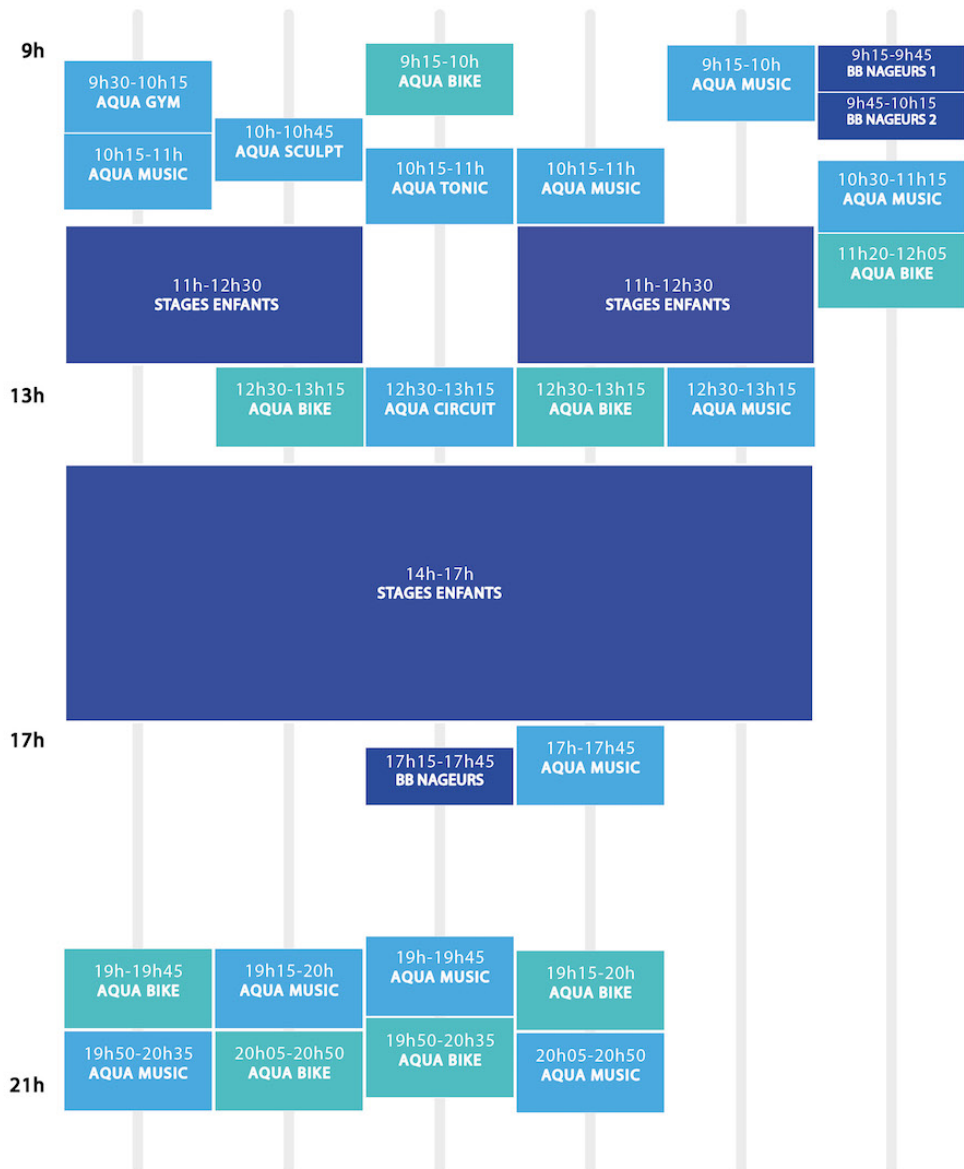 9h
9h30-10h15
AQUA GYM
10h15-11h
AQUA MUSIC
10h-10h45
AQUA SCULPT
9h15-10h
AQUA BIKE
10h15-11h
AQUA TONIC
10h15-11h
AQUA MUSIC
9h15-10h
AQUA MUSIC
9h15-9h45
BB NAGEURS 1
9h45-10h15
BB NAGEURS 2
10h30-11h15
AQUA MUSIC
11h20-12h05
AQUA BIKE
11h-12h30
STAGES ENFANTS
11h-12h30
STAGES ENFANTS
13h
12h30-13h15
AQUA BIKE
12h30-13h15
AQUA CIRCUIT
12h30-13h15
AQUA BIKE
12h30-13h15
AQUA MUSIC
14h-17h
STAGES ENFANTS
17h
17h15-17h45
BB NAGEURS
17h-17h45
AQUA MUSIC
19h-19h45
AQUA BIKE
19h50-20h35
AQUA MUSIC
19h15-20h
AQUA MUSIC
20h05-20h50
AQUA BIKE
19h-19h45
AQUA MUSIC
19h50-20h35
AQUA BIKE
19h15-20h
AQUA BIKE
20h05-20h50
AQUA MUSIC
21h